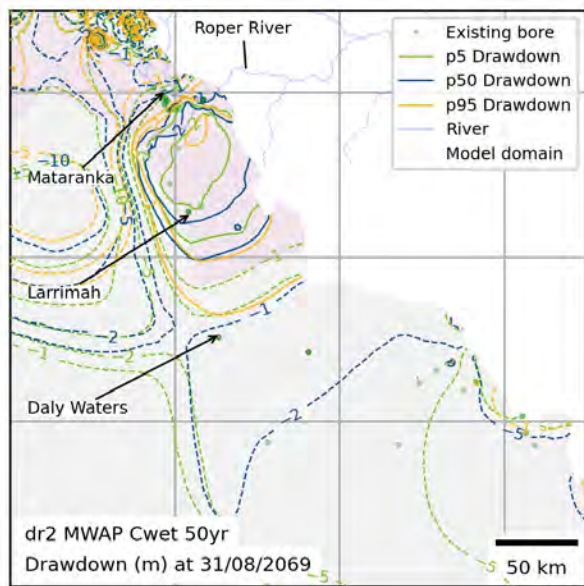 Roper River
Existing bore
p5 Drawdown
p50 Drawdown
p95 Drawdown
River
Model domain
-10
Mataranka
-5
Larrimah
-1
-2
-2
-1
Daly Waters
-2
-5
dr2 MWAP Cwet 50yr
Drawdown (m) at 31/08/2069
50 km
-5
-5